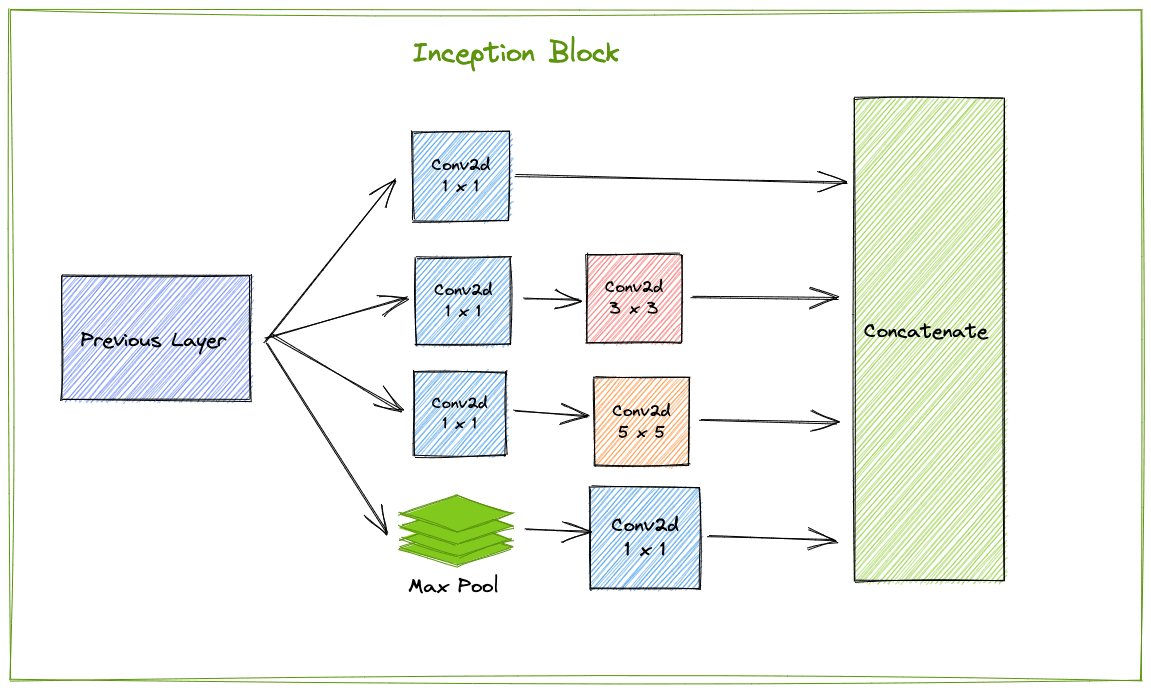 Inception Block
Conv2d
1 x 1
Conv2d
1 x 1
Conv2d
3 x 3
Previous Layer
Concatenate
Conv2d
1 x 1
Conv2d
5 x 5
Max Pool
Conv2d
1 x 1